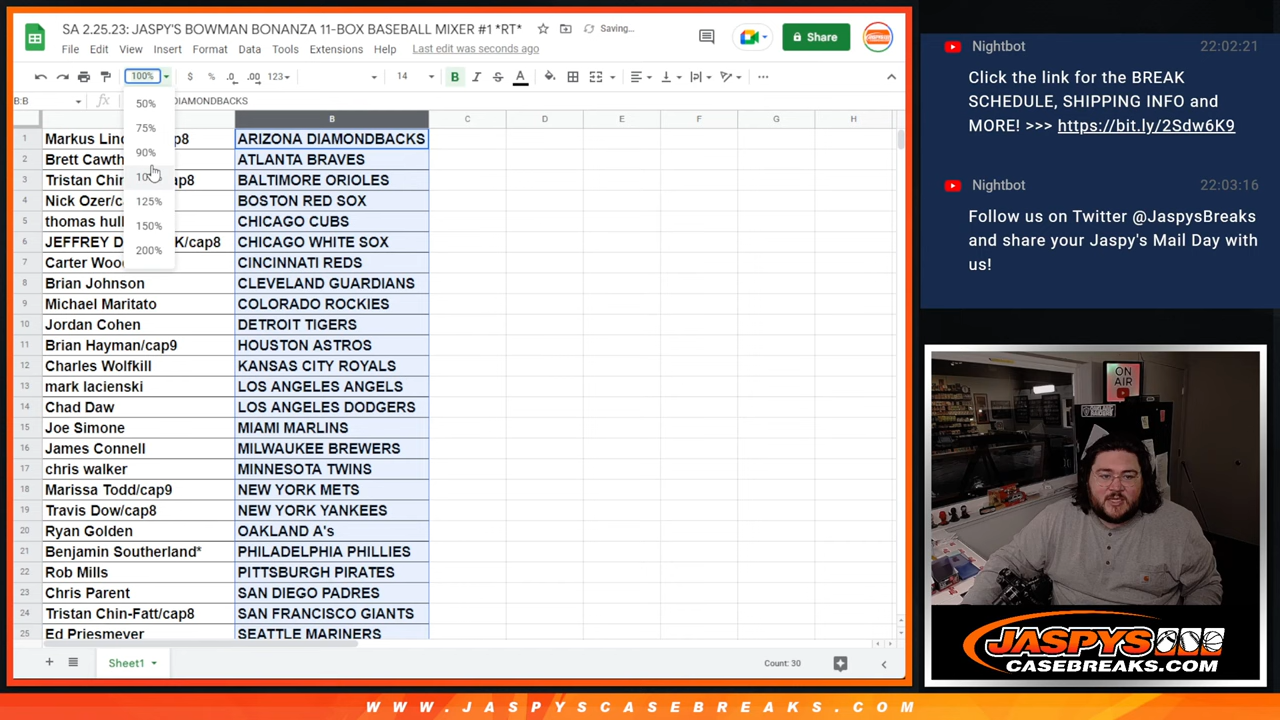 SA 2.25.23: JASPY'S BOWMAN BONANZA 11-BOX BASEBALL MIXER #1 *RT*
Saving...
File Edit View Insert Format Data Tools Extensions Help Last edit was seconds ago
Share
100% $ % .0 .00 123 14 B I S A
B:B fx DIAMONDBACKS
50%
75%
90%
125%
150%
200%
B C D E F G H
1 Markus p8 ARIZONA DIAMONDBACKS
2 Brett ATLANTA BRAVES
3 Tristan ap8 BALTIMORE ORIOLES
4 Nick Ozer/ BOSTON RED SOX
5 thomas CHICAGO CUBS
6 JEFFREY K/cap8 CHICAGO WHITE SOX
7 Carter CINCINNATI REDS
8 Brian Johnson CLEVELAND GUARDIANS
9 Michael Maritato COLORADO ROCKIES
10 Jordan Cohen DETROIT TIGERS
11 Brian Hayman/cap9 HOUSTON ASTROS
12 Charles Wolfkill KANSAS CITY ROYALS
13 mark lacienski LOS ANGELES ANGELS
14 Chad Daw LOS ANGELES DODGERS
15 Joe Simone MIAMI MARLINS
16 James Connell MILWAUKEE BREWERS
17 chris walker MINNESOTA TWINS
18 Marissa Todd/cap9 NEW YORK METS
19 Travis Dow/cap8 NEW YORK YANKEES
20 Ryan Golden OAKLAND A's
21 Benjamin Southerland* PHILADELPHIA PHILLIES
22 Rob Mills PITTSBURGH PIRATES
23 Chris Parent SAN DIEGO PADRES
24 Tristan Chin-Fatt/cap8 SAN FRANCISCO GIANTS
25 Ed Priesmeyer SEATTLE MARINERS
Sheet1
Count: 30
Nightbot 22:02:21
Click the link for the BREAK
SCHEDULE, SHIPPING INFO and
MORE! >>> https://bit.ly/2Sdw6K9
Nightbot 22:03:16
Follow us on Twitter @JaspysBreaks
and share your Jaspy's Mail Day with
us!
ON
AIR
JASPYS
CASEBREAKS.COM
WWW.JASPYSCASEBREAKS.COM